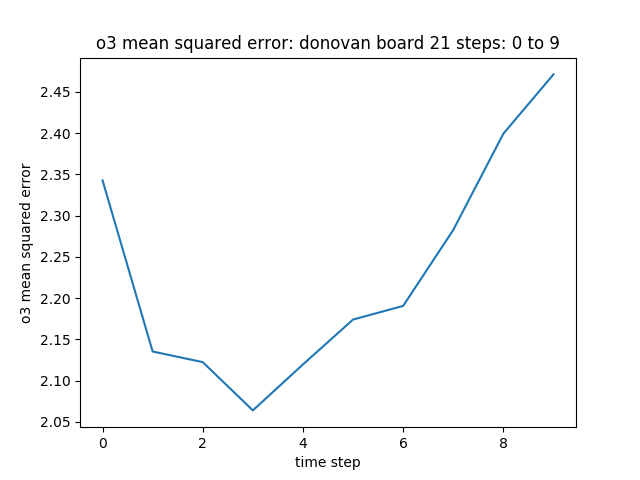 o3 mean squared error: donovan board 21 steps: 0 to 9
2.45
2.40
2.35
2.30
2.25
2.20
2.15
2.10
2.05
o3 mean squared error
0 2 4 6 8
time step